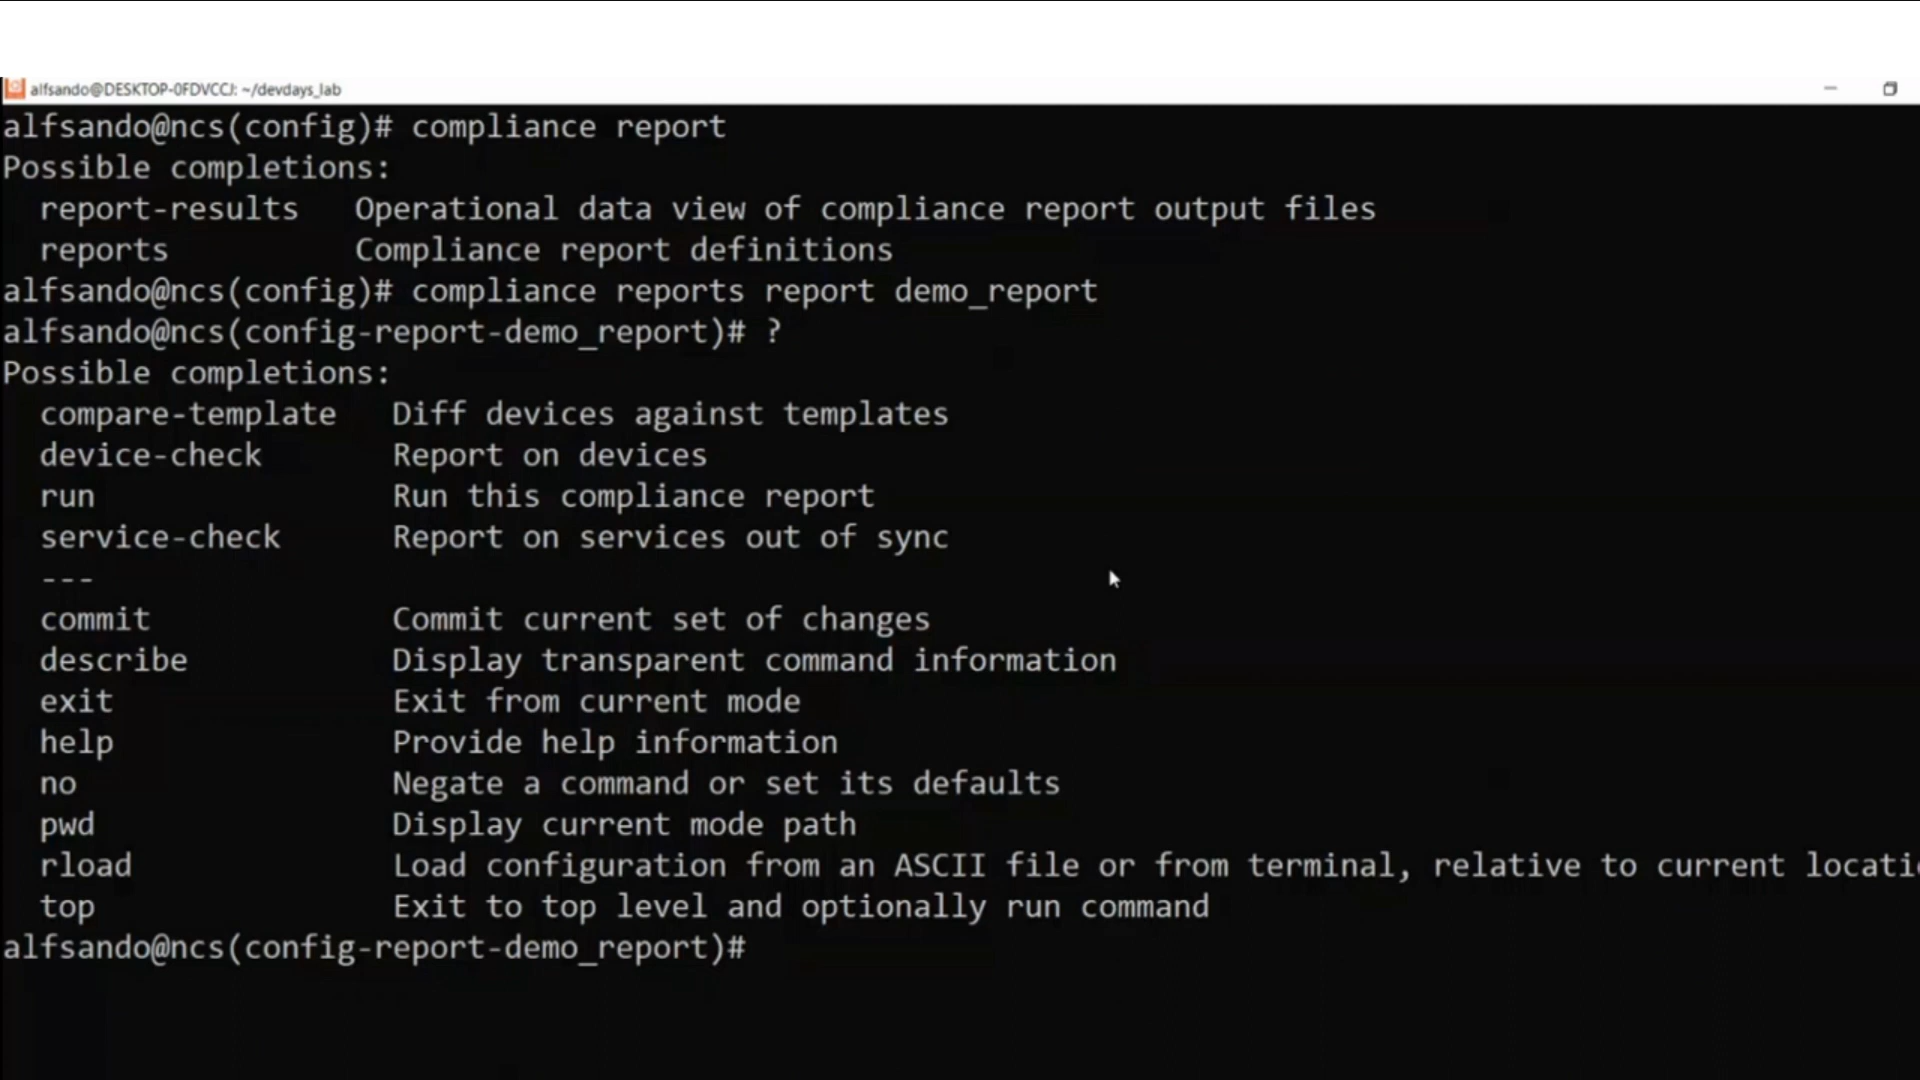 alfsando@DESKTOP-0FDVCCJ: ~/devdays_lab
alfsando@ncs(config)# compliance report
Possible completions:
report-results Operational data view of compliance report output files
reports Compliance report definitions
alfsando@ncs(config)# compliance reports report demo_report
alfsando@ncs(config-report-demo_report)# ?
Possible completions:
compare-template Diff devices against templates
device-check Report on devices
run Run this compliance report
service-check Report on services out of sync
---
commit Commit current set of changes
describe Display transparent command information
exit Exit from current mode
help Provide help information
no Negate a command or set its defaults
pwd Display current mode path
rload Load configuration from an ASCII file or from terminal, relative to current locati
top Exit to top level and optionally run command
alfsando@ncs(config-report-demo_report)#